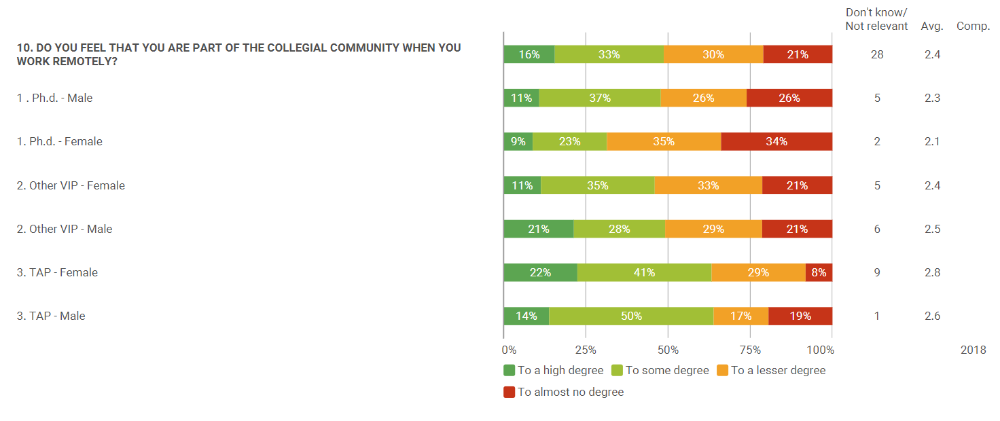 Don't know/
Not relevant Avg. Comp.
10. DO YOU FEEL THAT YOU ARE PART OF THE COLLEGIAL COMMUNITY WHEN YOU
WORK REMOTELY?
16% 33% 30% 21% 28 2.4
1 . Ph.d. - Male 11% 37% 26% 26% 5 2.3
1. Ph.d. - Female 9% 23% 35% 34% 2 2.1
2. Other VIP - Female 11% 35% 33% 21% 5 2.4
2. Other VIP - Male 21% 28% 29% 21% 6 2.5
3. TAP - Female 22% 41% 29% 8% 9 2.8
3. TAP - Male 14% 50% 17% 19% 1 2.6
0% 25% 50% 75% 100% 2018
To a high degree To some degree To a lesser degree
To almost no degree